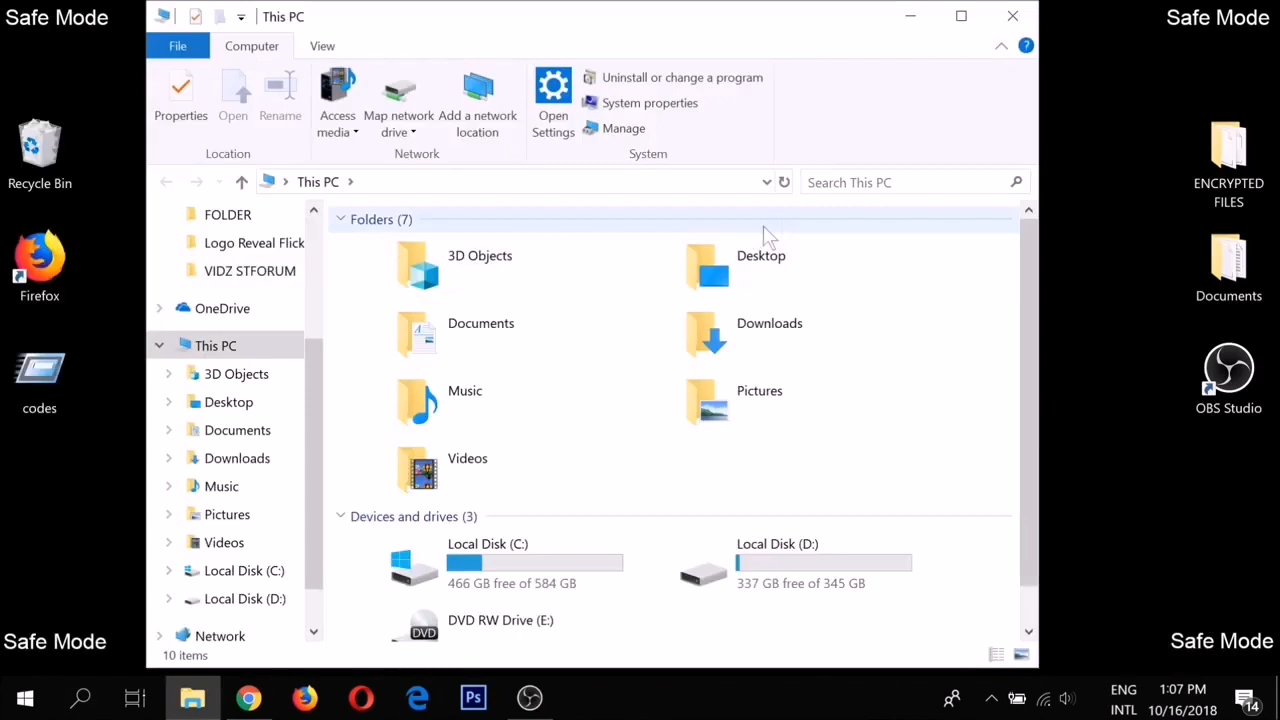 Safe Mode
This PC
Safe Mode
File
Computer
View
?
Properties
Open
Rename
Access media
Map network drive
Add a network location
Open Settings
Uninstall or change a program
System properties
Manage
Location
Network
System
This PC
Search This PC
Recycle Bin
Firefox
codes
FOLDER
Logo Reveal Flick
VIDZ STFORUM
OneDrive
This PC
3D Objects
Desktop
Documents
Downloads
Music
Pictures
Videos
Local Disk (C:)
Local Disk (D:)
Network
Folders (7)
3D Objects
Desktop
Documents
Downloads
Music
Pictures
Videos
Devices and drives (3)
Local Disk (C:)
466 GB free of 584 GB
Local Disk (D:)
337 GB free of 345 GB
DVD RW Drive (E:)
DVD
10 items
ENCRYPTED
FILES
Documents
OBS Studio
Safe Mode
Safe Mode
Ps
ENG
INTL
1:07 PM
10/16/2018
14